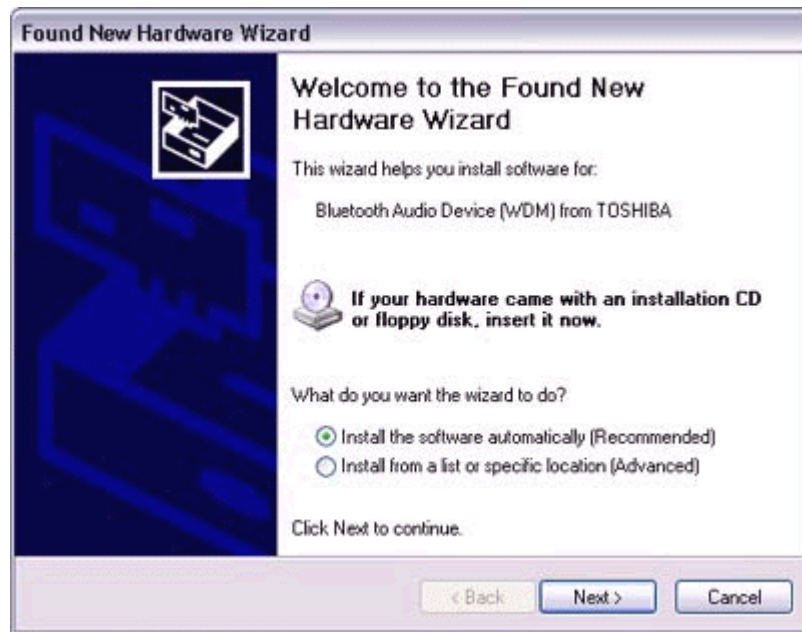 Found New Hardware Wizard
Welcome to the Found New
Hardware Wizard
This wizard helps you install software for:
Bluetooth Audio Device (WDM) from TOSHIBA
If your hardware came with an installation CD
or floppy disk, insert it now.
What do you want the wizard to do?
Install the software automatically (Recommended)
Install from a list or specific location (Advanced)
Click Next to continue.
< Back
Next >
Cancel